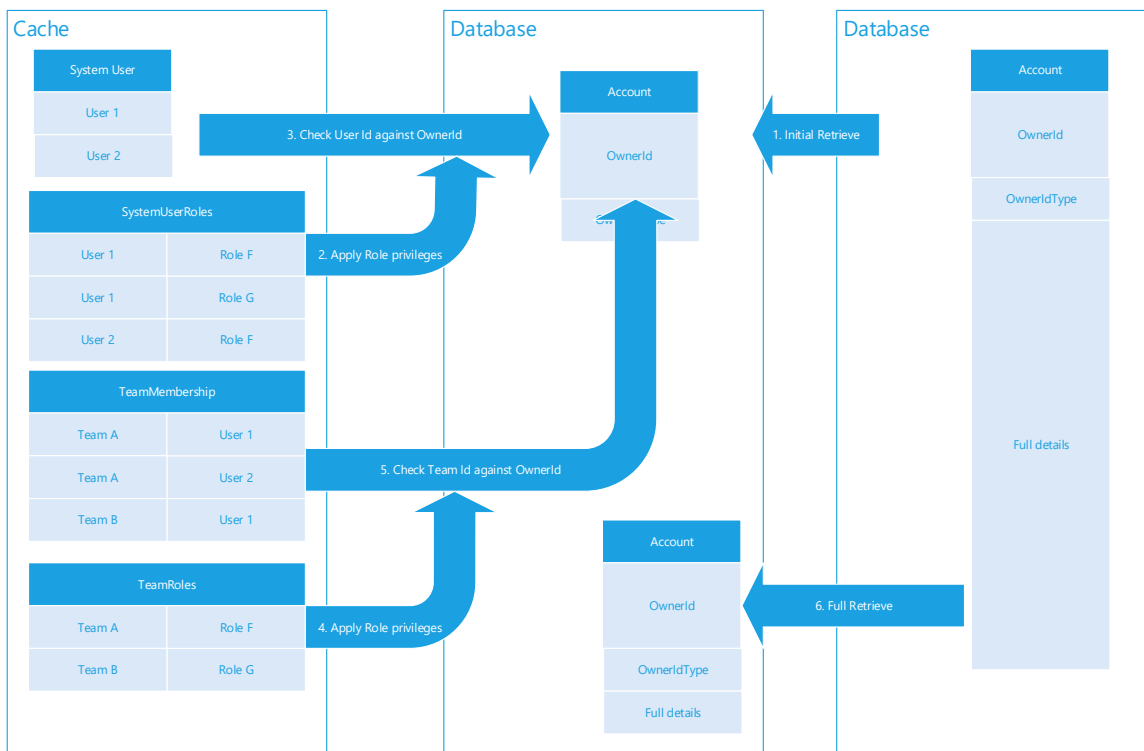 Cache
System User
User 1
User 2
SystemUserRoles
User 1 Role F
User 1 Role G
User 2 Role F
TeamMembership
Team A User 1
Team A User 2
Team B User 1
TeamRoles
Team A Role F
Team B Role G
3. Check User Id against OwnerId
2. Apply Role privileges
5. Check Team Id against OwnerId
4. Apply Role privileges
Database
Account
OwnerId
Account
OwnerId
OwnerIdType
Full details
1. Initial Retrieve
6. Full Retrieve
Database
Account
OwnerId
OwnerIdType
Full details